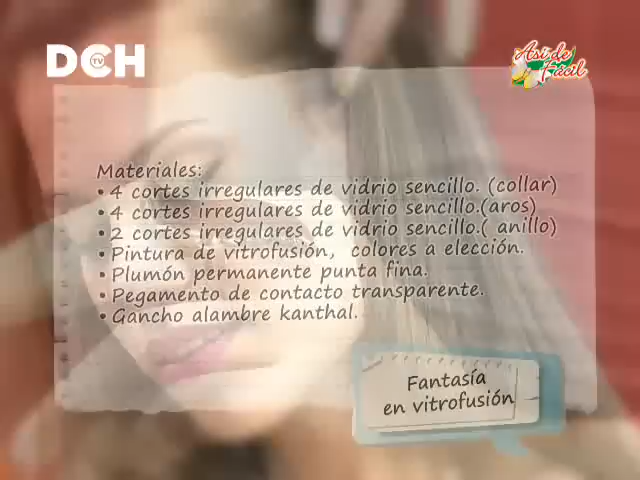 DCH
TV
Así de
Fácil
Materiales:
• 4 cortes irregulares de vidrio sencillo. (collar)
• 4 cortes irregulares de vidrio sencillo.(aros)
• 2 cortes irregulares de vidrio sencillo.( anillo)
• Pintura de vitrofusión, colores a elección.
• Plumón permanente punta fina.
• Pegamento de contacto transparente.
• Gancho alambre kanthal.
Fantasía
en vitrofusión